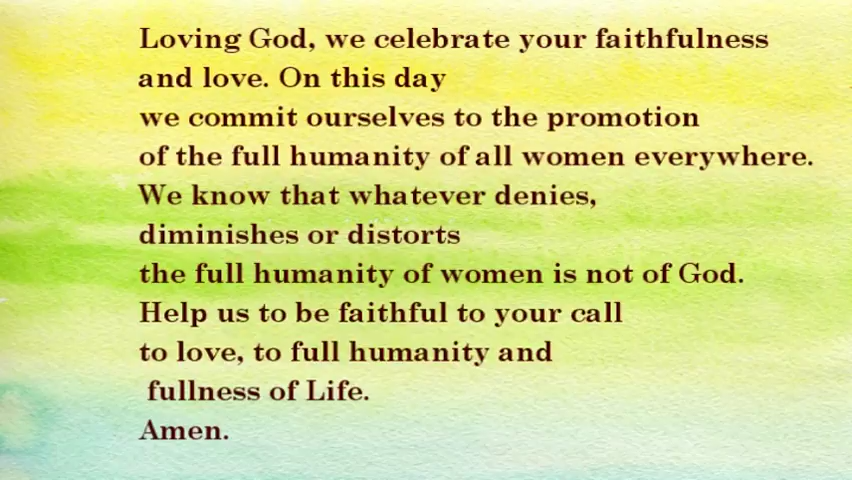 Loving God, we celebrate your faithfulness
and love. On this day
we commit ourselves to the promotion
of the full humanity of all women everywhere.
We know that whatever denies,
diminishes or distorts
the full humanity of women is not of God.
Help us to be faithful to your call
to love, to full humanity and
fullness of Life.
Amen.